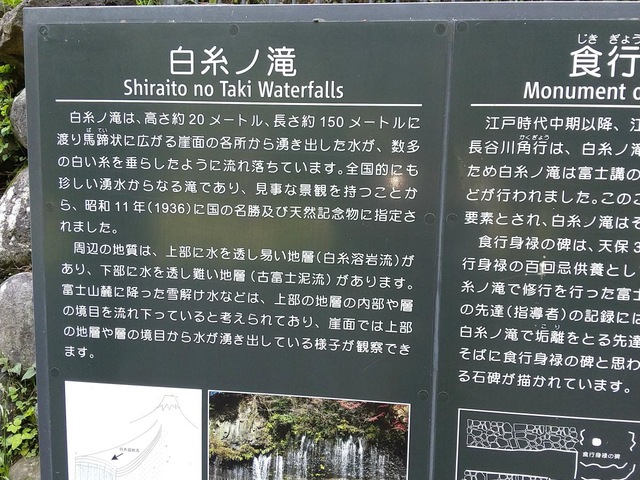 白糸ノ滝
Shiraito no Taki Waterfalls
白糸ノ滝は、高さ約20メートル、長さ約150メートルに
渡り馬蹄状に広がる崖面の各所から湧き出した水が、数多
の白い糸を垂らしたように流れ落ちています。全国的にも
珍しい湧水からなる滝であり、見事な景観を持つことか
ら、昭和11年(1936)に国の名勝及び天然記念物に指定さ
れました。
周辺の地質は、上部に水を透し易い地層(白糸溶岩流)が
あり、下部に水を透し難い地層(古富士泥流)があります。
富士山麓に降った雪解け水などは、上部の地層の内部や層
の境目を流れ下っていると考えられており、崖面では上部
の地層や層の境目から水が湧き出している様子が観察でき
ます。
じき ぎょう
食行
Monument o
江戸時代中期以降、江
長谷川角行は、白糸ノ滝
ため白糸ノ滝は富士講の
どが行われました。このこ
要素とされ、白糸ノ滝はそ
食行身禄の碑は、天保3
行身禄の百回忌供養とし
糸ノ滝で修行を行った富士
の先達(指導者)の記録には
白糸ノ滝で垢離をとる先達
そばに食行身禄の碑と思わ
る石碑が描かれています。
食行身禄の碑